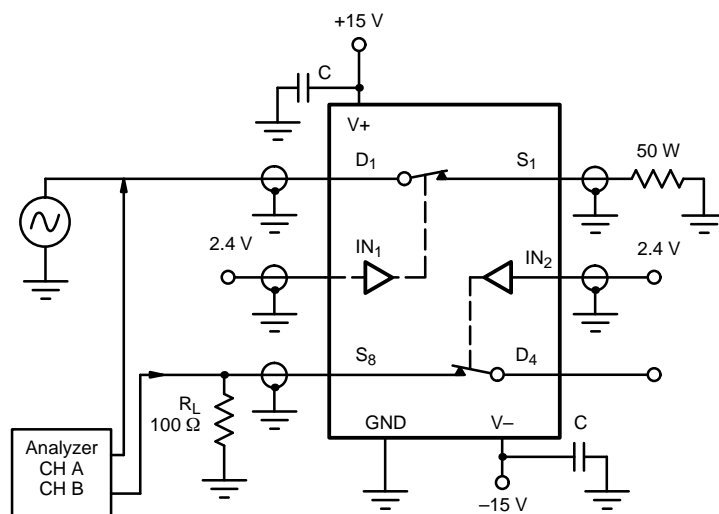 +15 V
C
V+
D1
S1
50 W
2.4 V
IN1
IN2
2.4 V
S8
D4
RL
100 Ω
GND
V–
C
Analyzer
CH A
CH B
–15 V